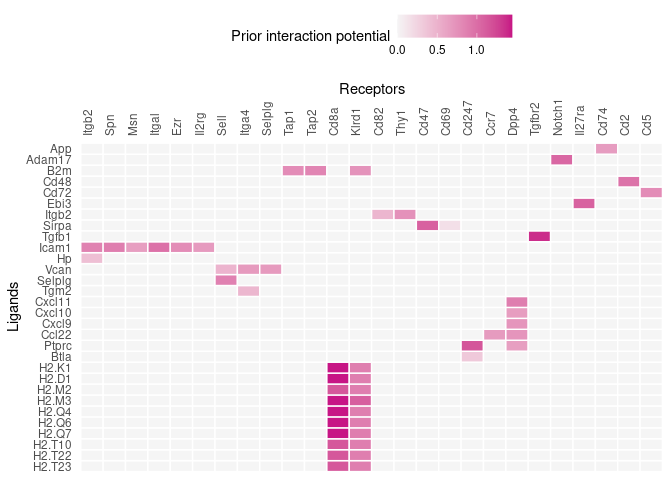 Prior interaction potential
0.0 0.5 1.0
Receptors
Itgb2 Spn Msn Itgal Ezr Il2rg Sell Itga4 Selplg Tap1 Tap2 Cd8a Klrd1 Cd82 Thy1 Cd47 Cd69 Cd247 Ccr7 Dpp4 Tgfbr2 Notch1 Il27ra Cd74 Cd2 Cd5
Ligands
App
Adam17
B2m
Cd48
Cd72
Ebi3
Itgb2
Sirpa
Tgfb1
Icam1
Hp
Vcan
Selplg
Tgm2
Cxcl11
Cxcl10
Cxcl9
Ccl22
Ptprc
Btla
H2.K1
H2.D1
H2.M2
H2.M3
H2.Q4
H2.Q6
H2.Q7
H2.T10
H2.T22
H2.T23